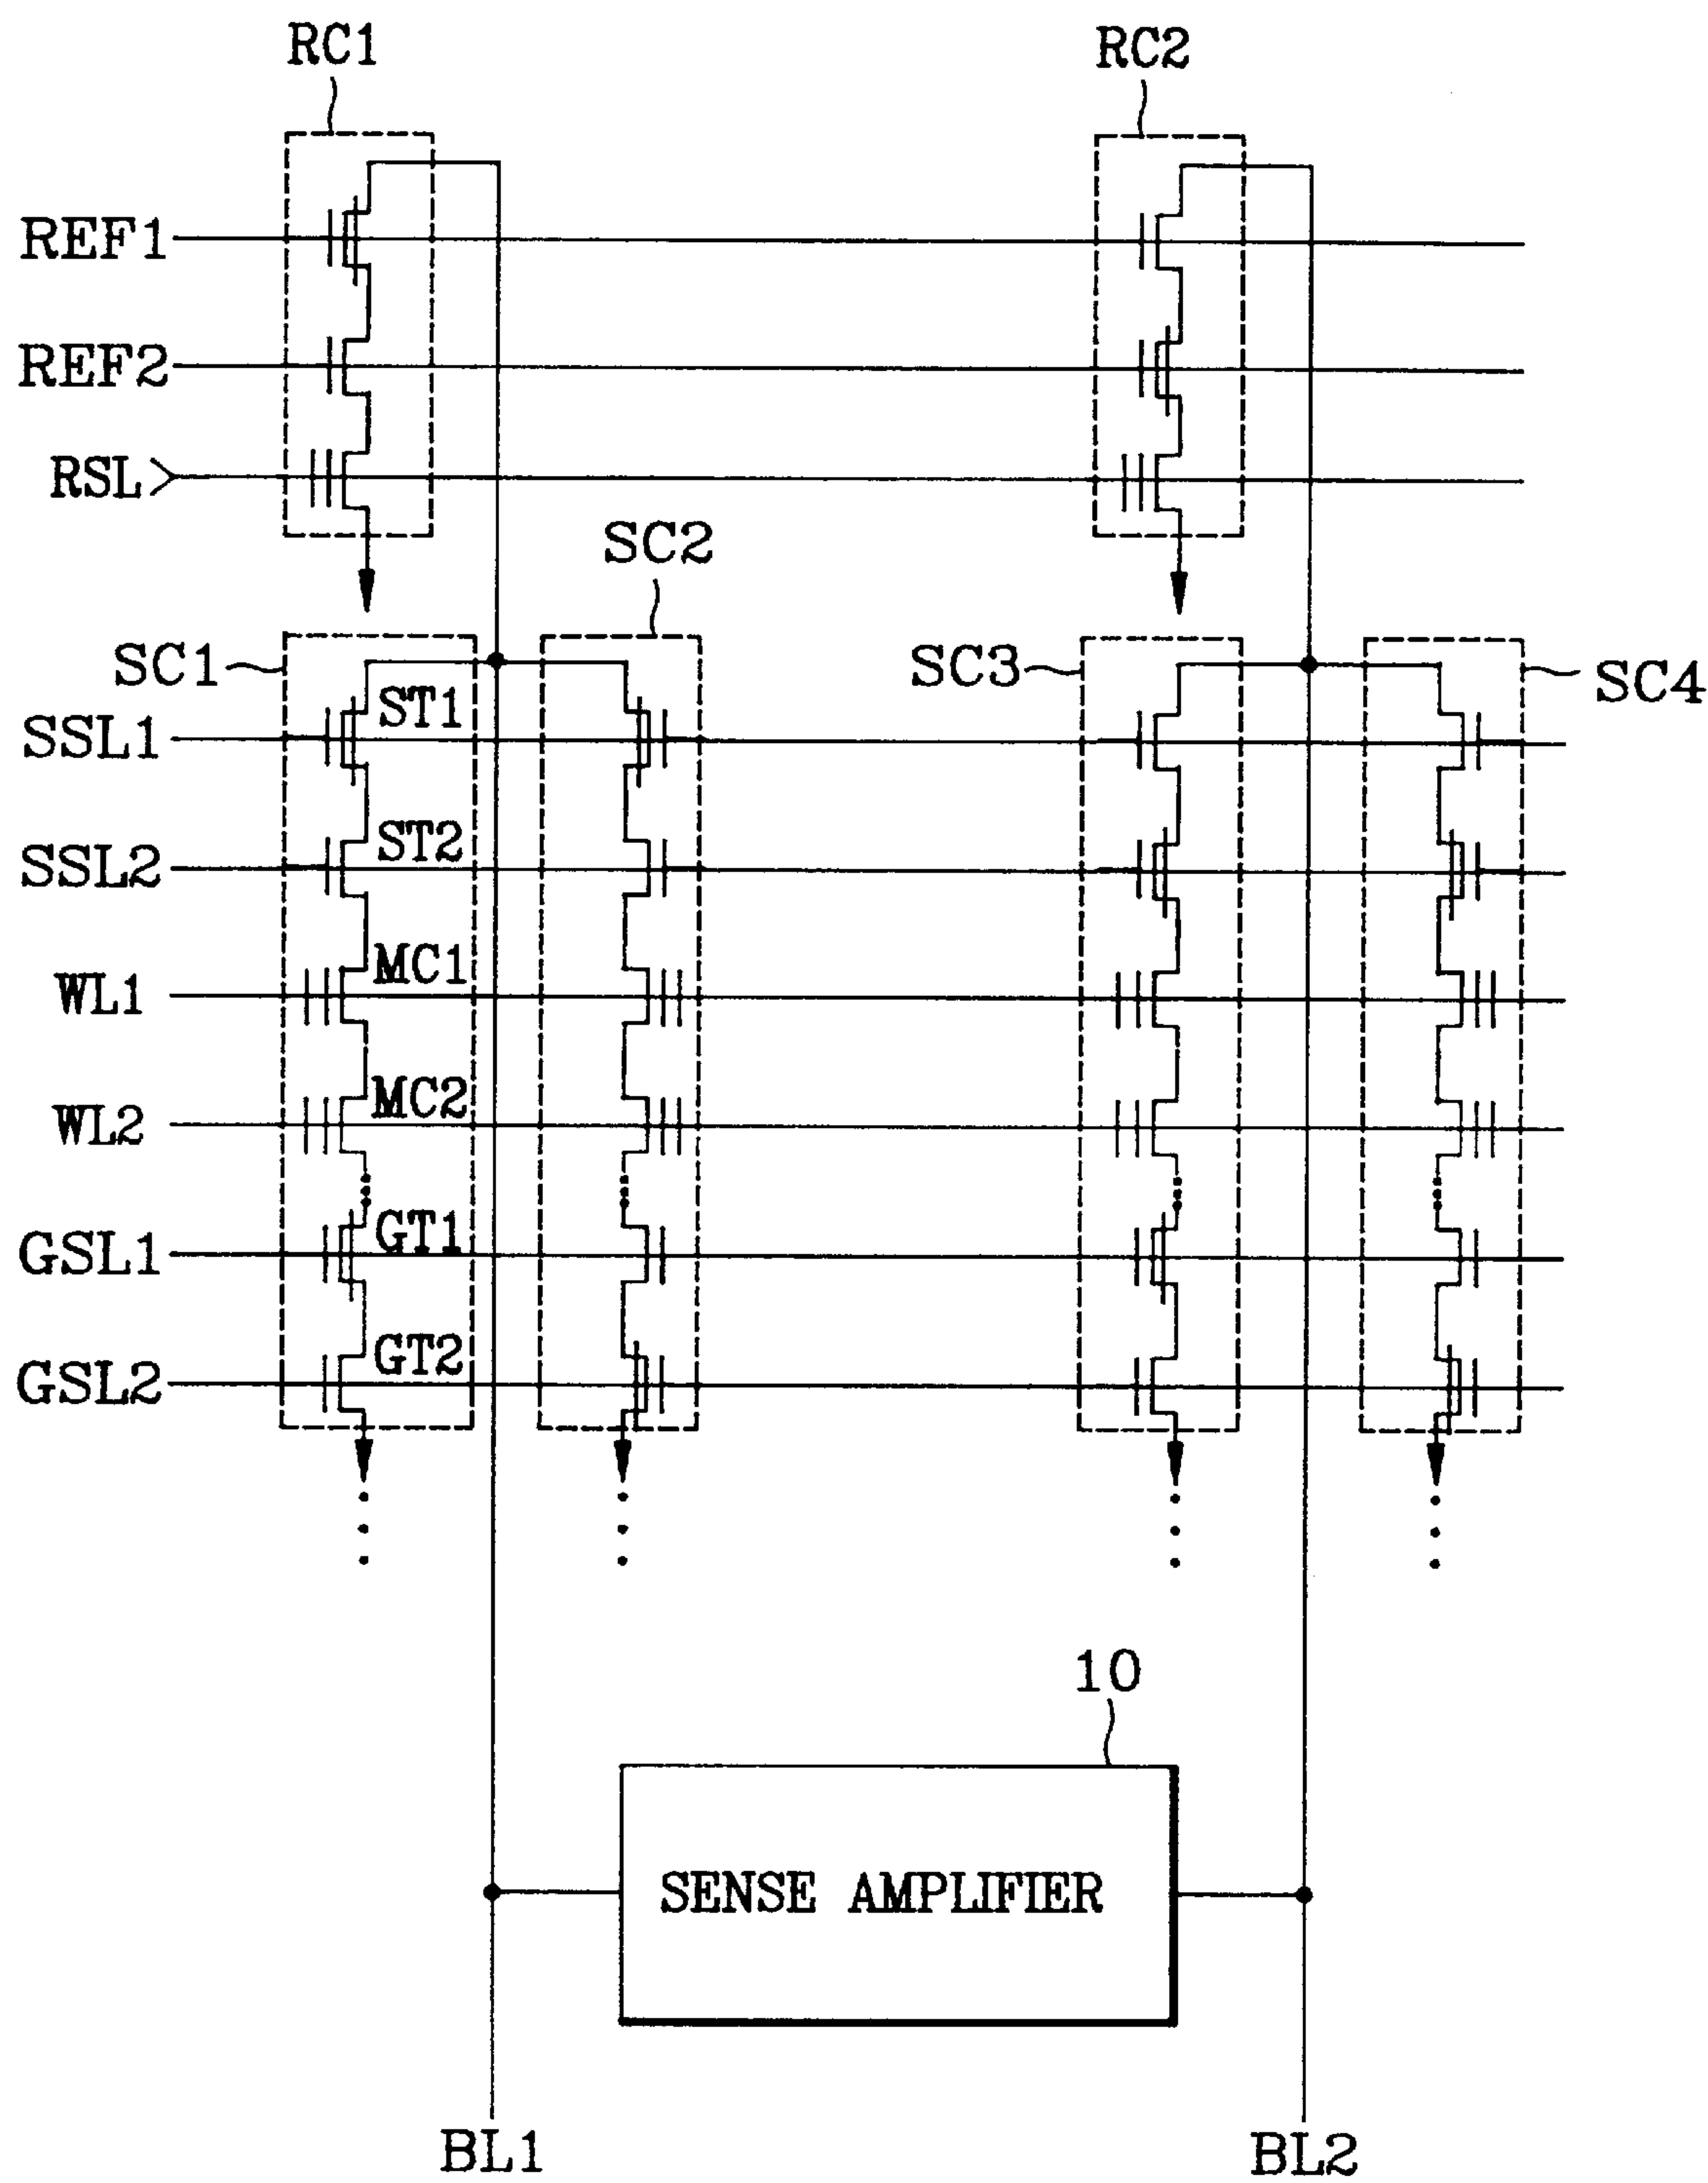 RC1 RC2
REF1
REF2
RSL
SC2
SC1 SC3 SC4
SSL1 ST1
SSL2 ST2
WL1 MC1
WL2 MC2
GSL1 GT1
GSL2 GT2
10
SENSE AMPLIFIER
BL1 BL2